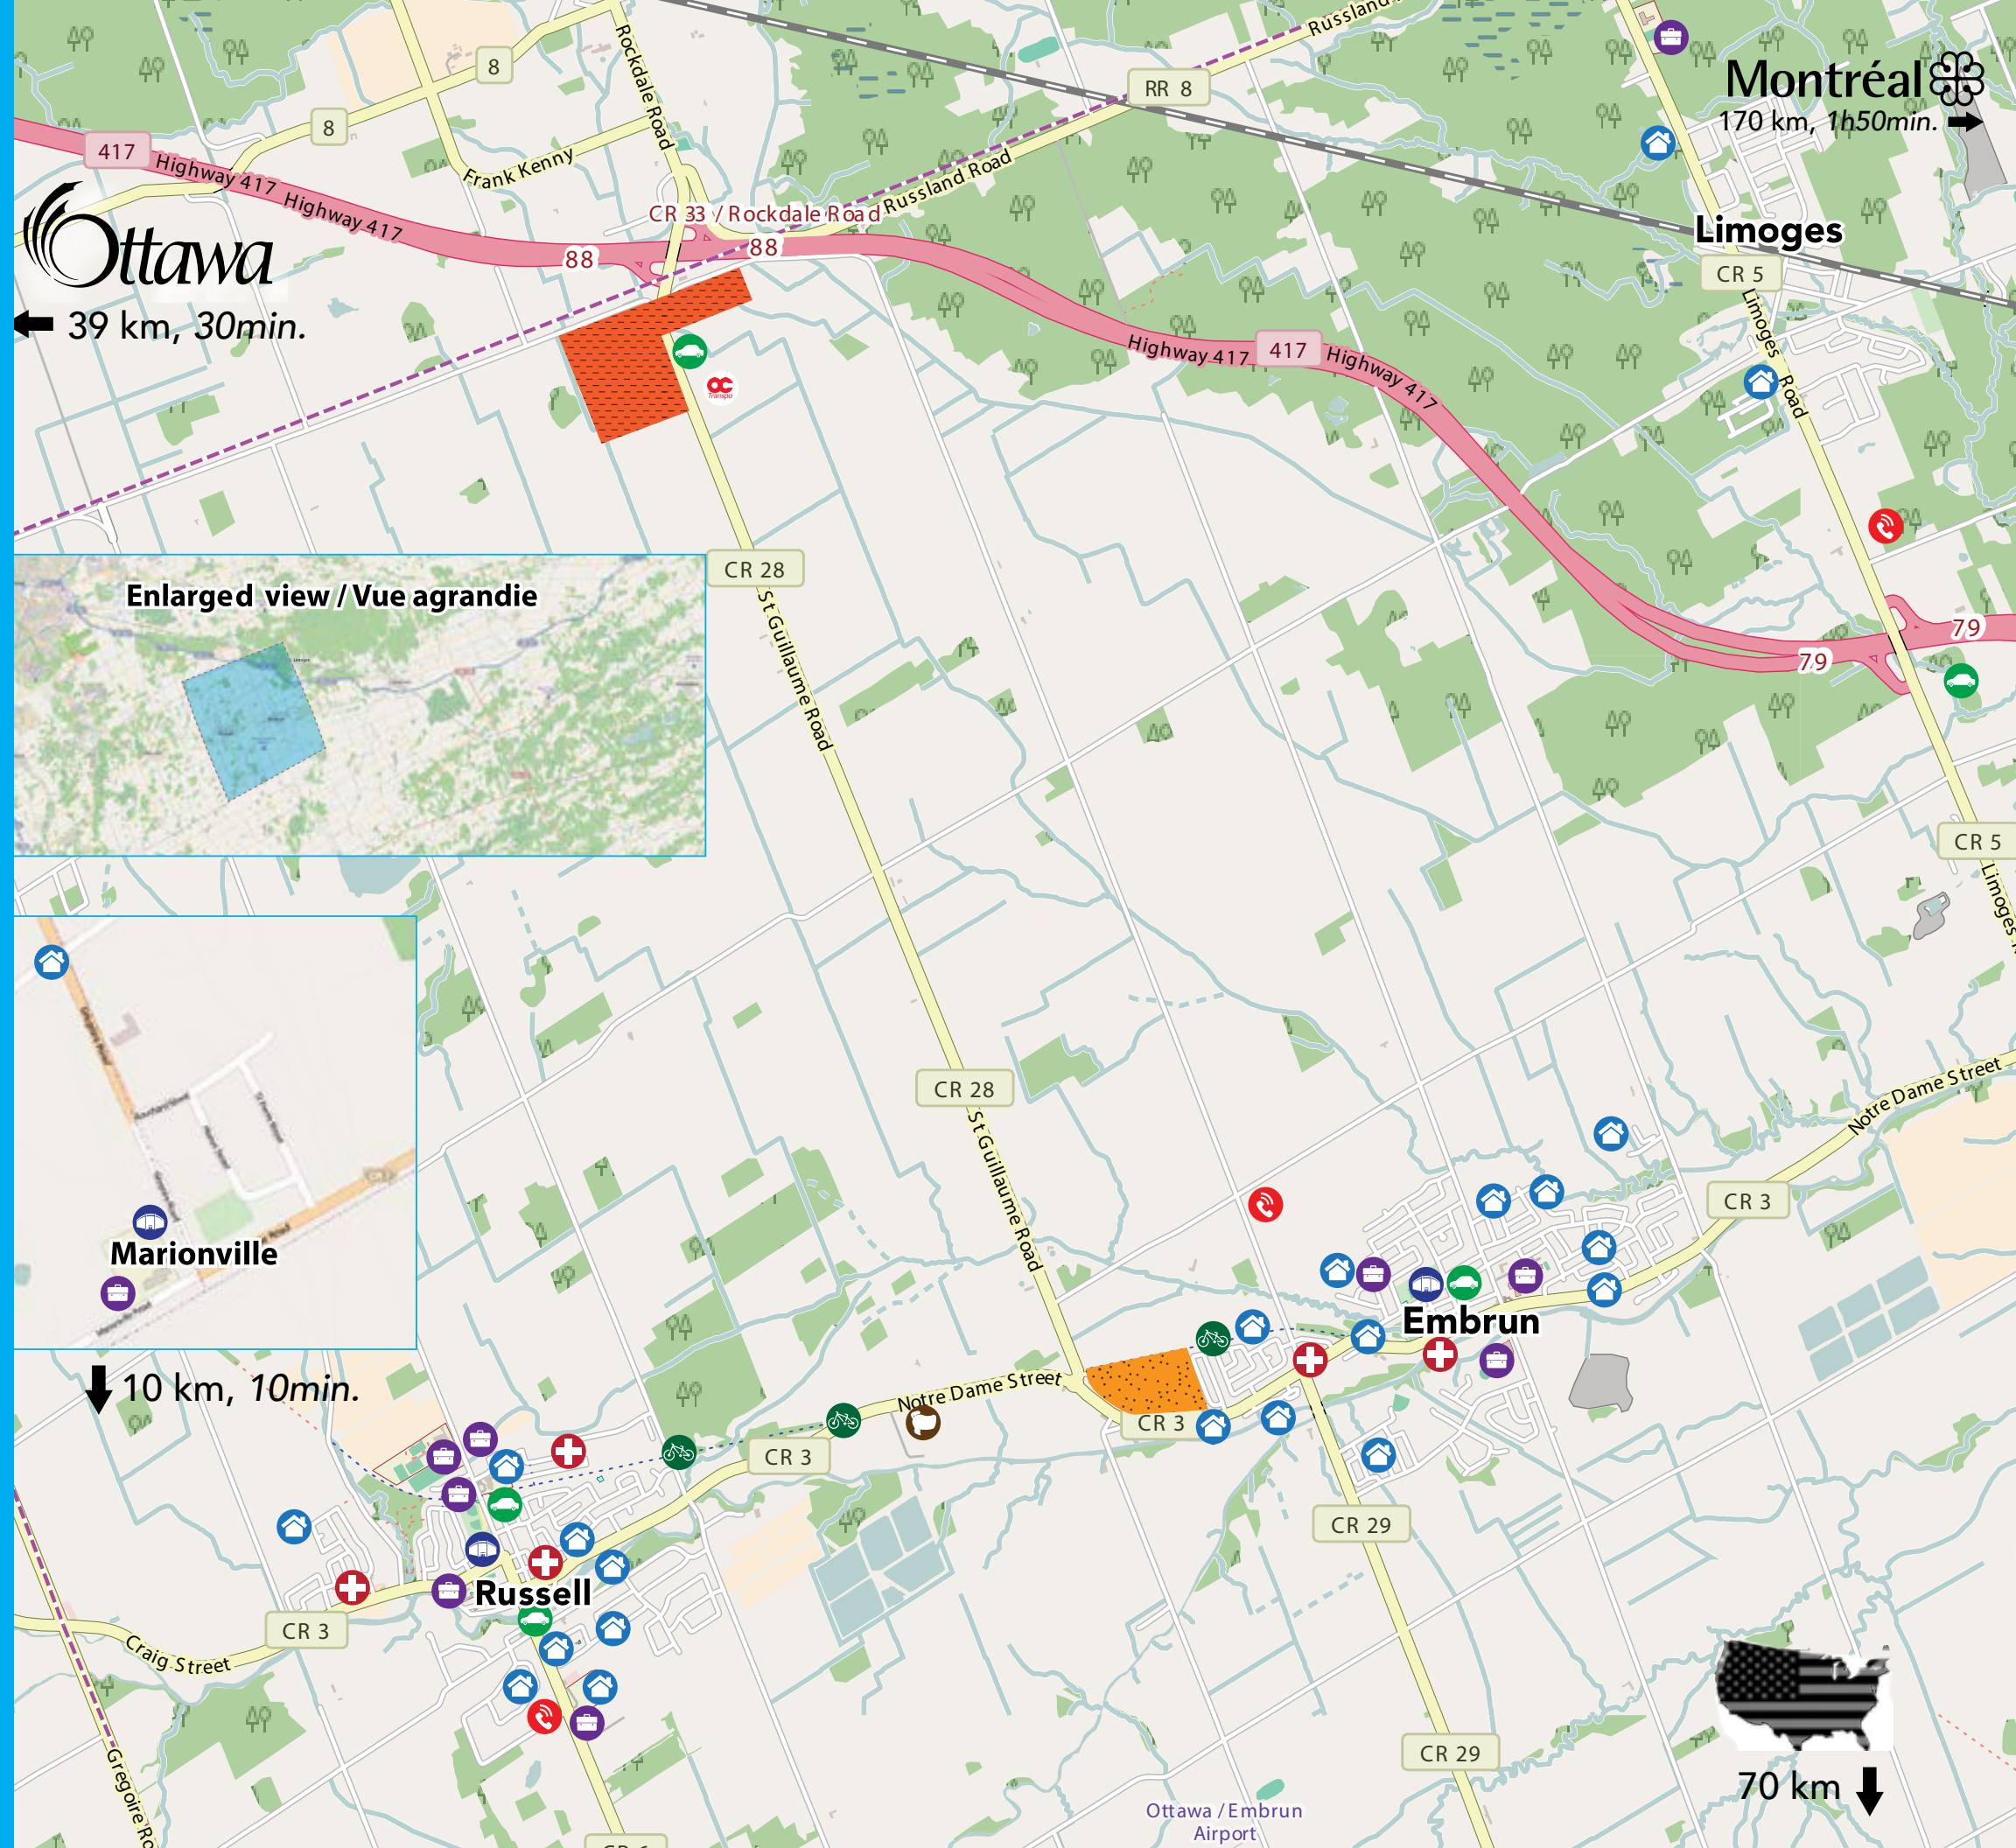 Russland
Rockdale Road
8
RR 8
Montréal
170 km, 1h50min.
8
417
Highway 417
Highway 417
Frank Kenny
Russland Road
CR 33 / Rockdale Road
88
88
Ottawa
39 km, 30min.
Limoges
CR 5
Limoges Road
Highway 417
417
Highway 417
OC
Transpo
CR 28
St Guillaume Road
Enlarged view / Vue agrandie
79
79
CR 5
Limoges
CR 28
St Guillaume Road
Notre Dame Street
CR 3
Marionville
10 km, 10min.
Embrun
Notre Dame Street
CR 3
CR 3
CR 29
Russell
CR 3
Craig Street
Gregoire
CR 29
70 km
Ottawa / Embrun
Airport